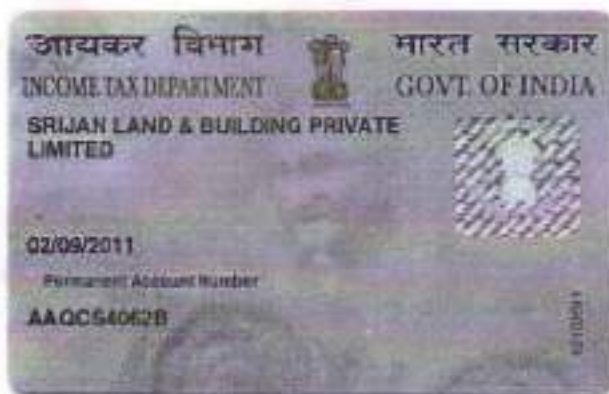 आयकर विभाग
भारत सरकार
INCOME TAX DEPARTMENT
GOVT. OF INDIA
SRIJAN LAND & BUILDING PRIVATE
LIMITED
02/09/2011
Permanent Account Number
AAQCS4062B